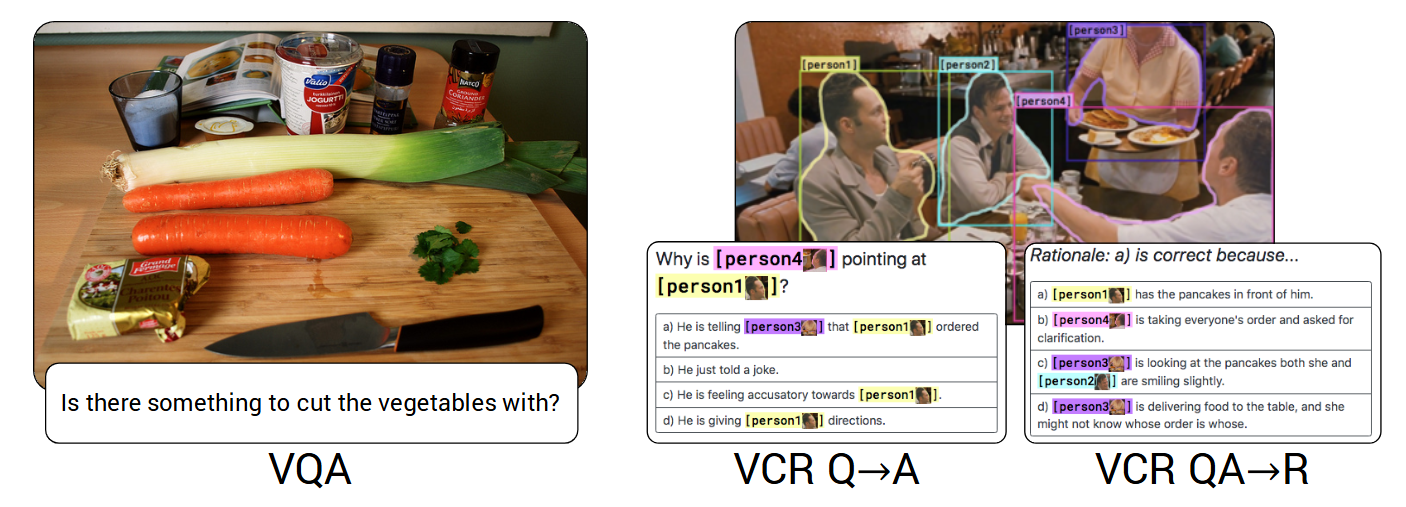 Valio
JOGURTTI
NATCO
GROUND
CORIANDER
Grand
Fermage
Charentes
Poitou
Is there something to cut the vegetables with?
VQA
[person1]
[person2]
[person3]
[person4]
Why is [person4] pointing at
[person1]?
a) He is telling [person3] that [person1] ordered
the pancakes.
b) He just told a joke.
c) He is feeling accusatory towards [person1].
d) He is giving [person1] directions.
VCR Q→A
Rationale: a) is correct because...
a) [person1] has the pancakes in front of him.
b) [person4] is taking everyone's order and asked for
clarification.
c) [person3] is looking at the pancakes both she and
[person2] are smiling slightly.
d) [person3] is delivering food to the table, and she
might not know whose order is whose.
VCR QA→R